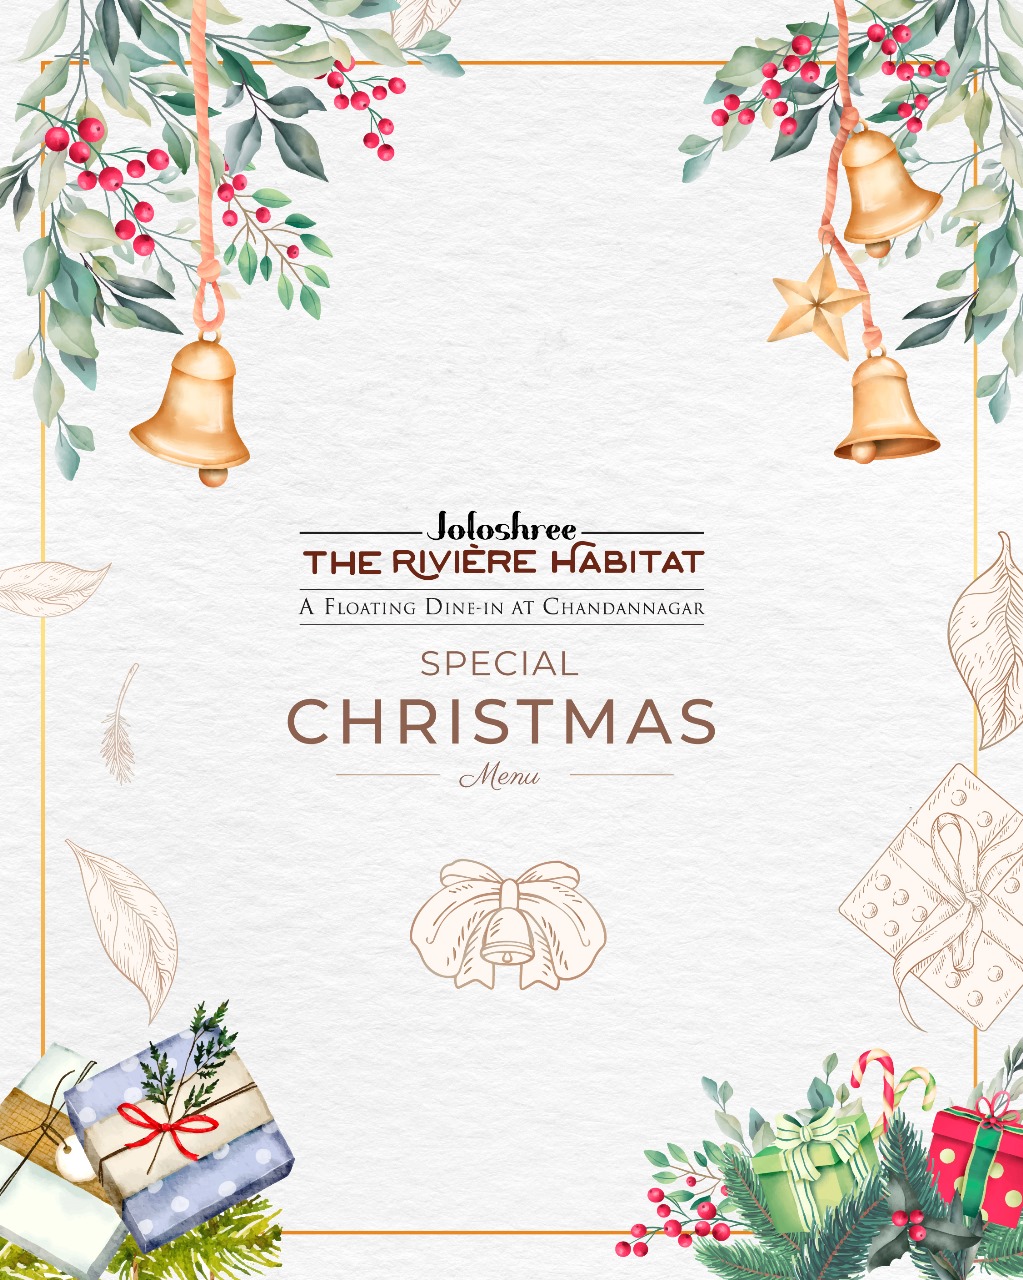 Joloshree
THE RIVIÈRE HABITAT
A FLOATING DINE-IN AT CHANDANNAGAR
SPECIAL
CHRISTMAS
Menu